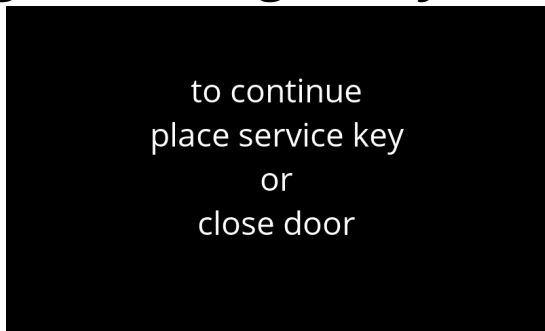 to continue
place service key
or
close door